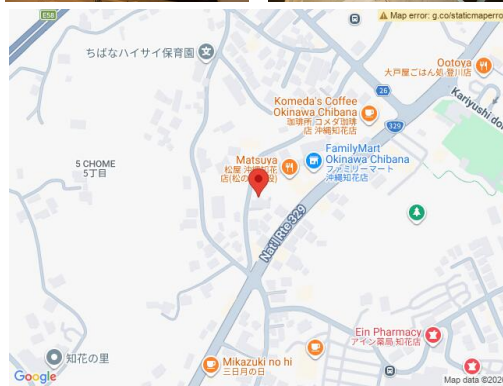 Map error: g.co/staticmaperro
E58
ちばなハイサイ保育園
Ootoya
大戸屋ごはん処 登川店
26
Kariyushi do
Komeda's Coffee
Okinawa Chibana
珈琲所 コメダ珈琲
店 沖縄知花店
329
FamilyMart
Okinawa Chibana
ファミリーマート
沖縄知花店
Matsuya
松屋 沖縄知花
店(松の
5 CHOME
5丁目
Nat'l Rte 329
Ein Pharmacy
アイン薬局 知花店
知花の里
Mikazuki no hi
三日月の日
Google
Map data ©202